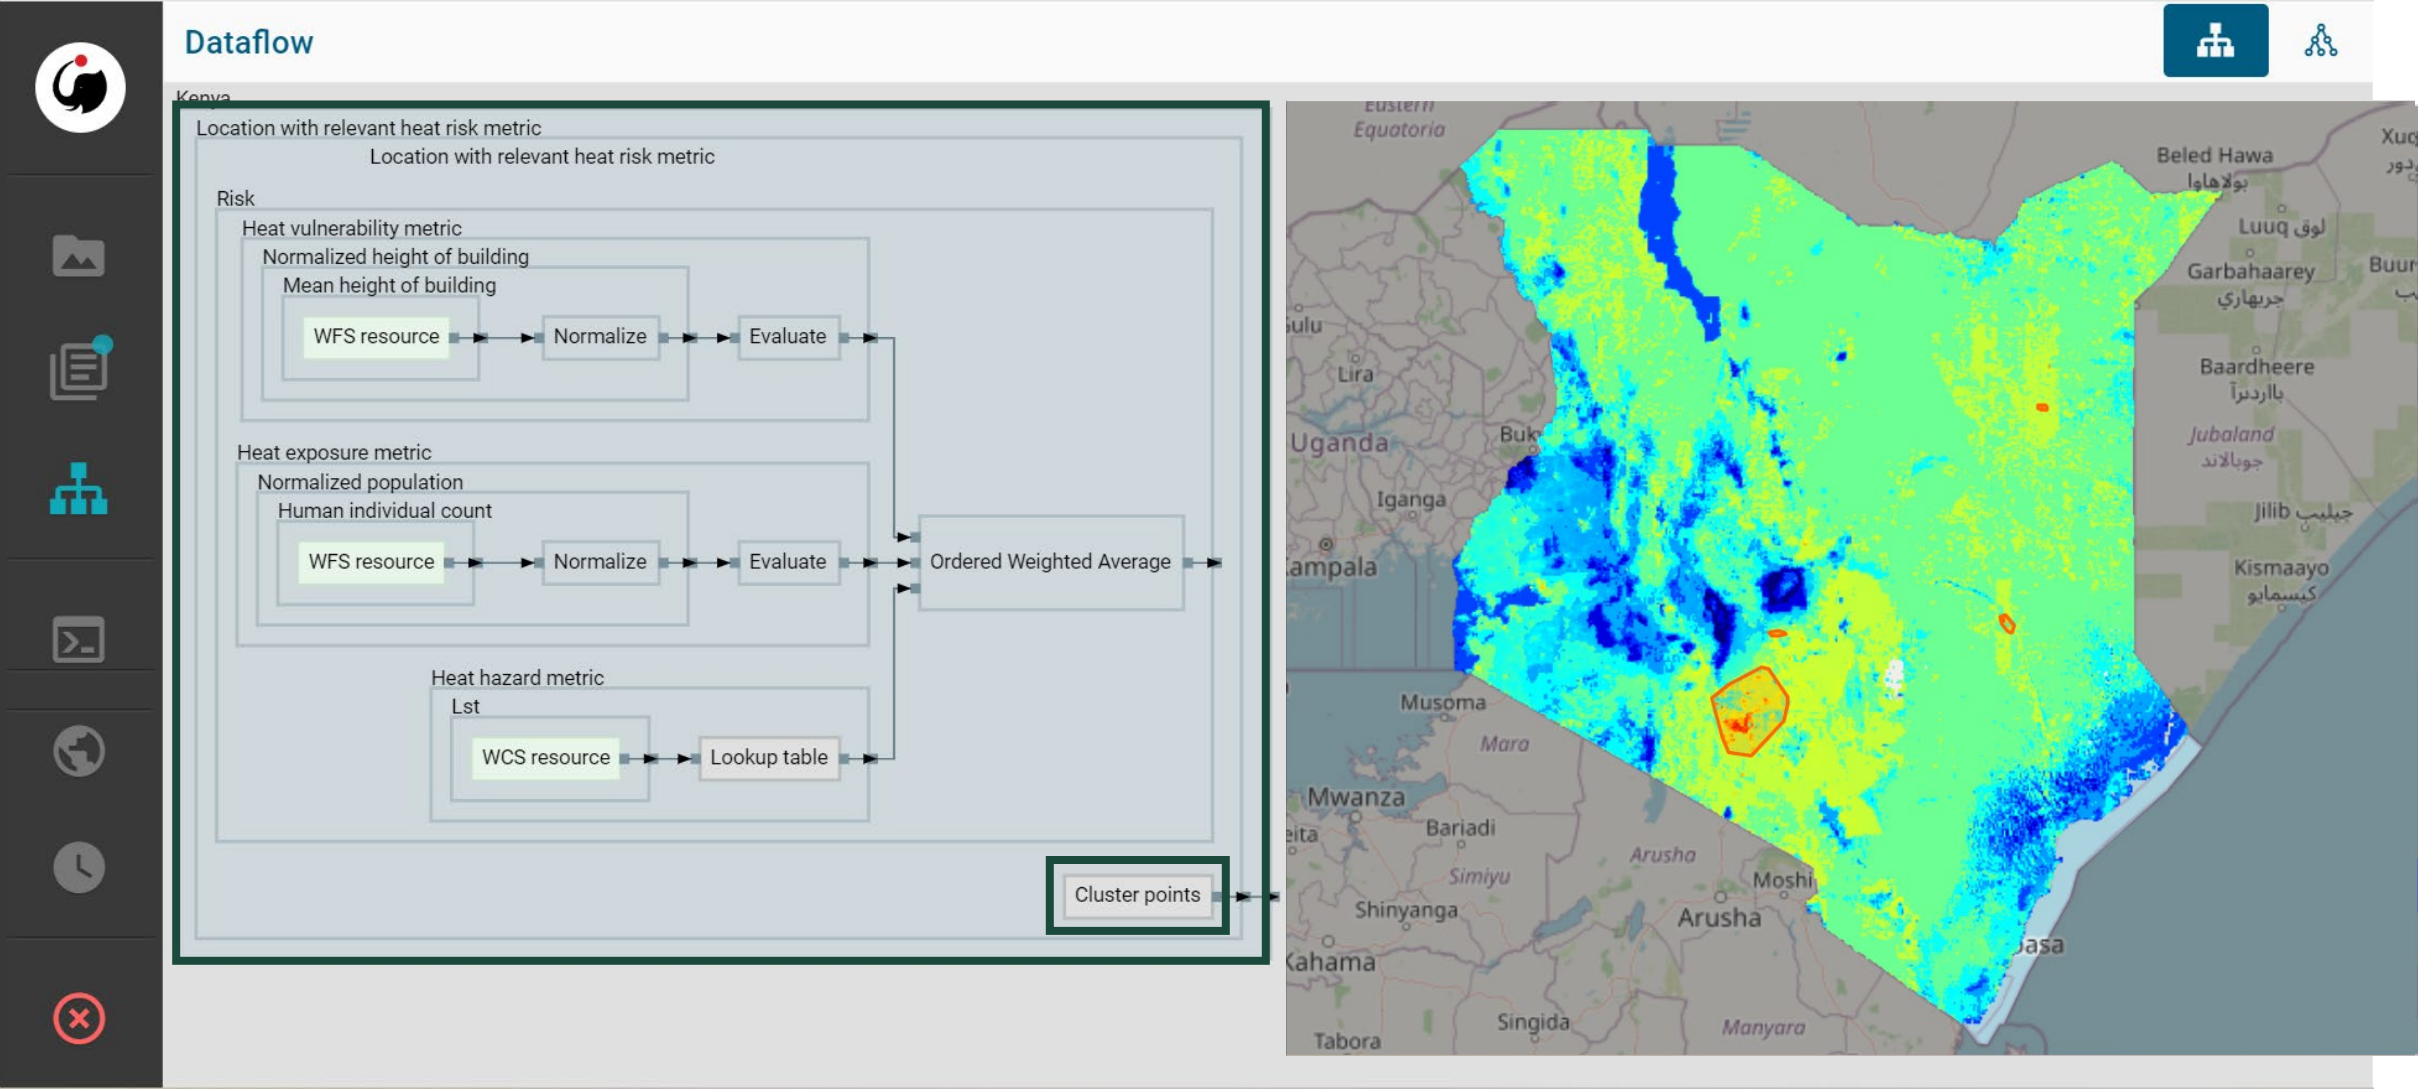 Dataflow
Kenya
Location with relevant heat risk metric
Location with relevant heat risk metric
Risk
Heat vulnerability metric
Normalized height of building
Mean height of building
WFS resource
Normalize
Evaluate
Heat exposure metric
Normalized population
Human individual count
WFS resource
Normalize
Evaluate
Ordered Weighted Average
Heat hazard metric
Lst
WCS resource
Lookup table
Cluster points
Eastern
Equatoria
Beled Hawa
بولاهاوا
Luuq لوق
Garbahaarey
جربهاري
Lira
Baardheere
Uganda
Jubaland
جوبالاند
Iganga
Jilib جيليب
Kismaayo
كيسمايو
Musoma
Mara
Mwanza
Bariadi
Arusha
Simiyu
Moshi
Shinyanga
Arusha
Kahama
Singida
Manyara
Tabora